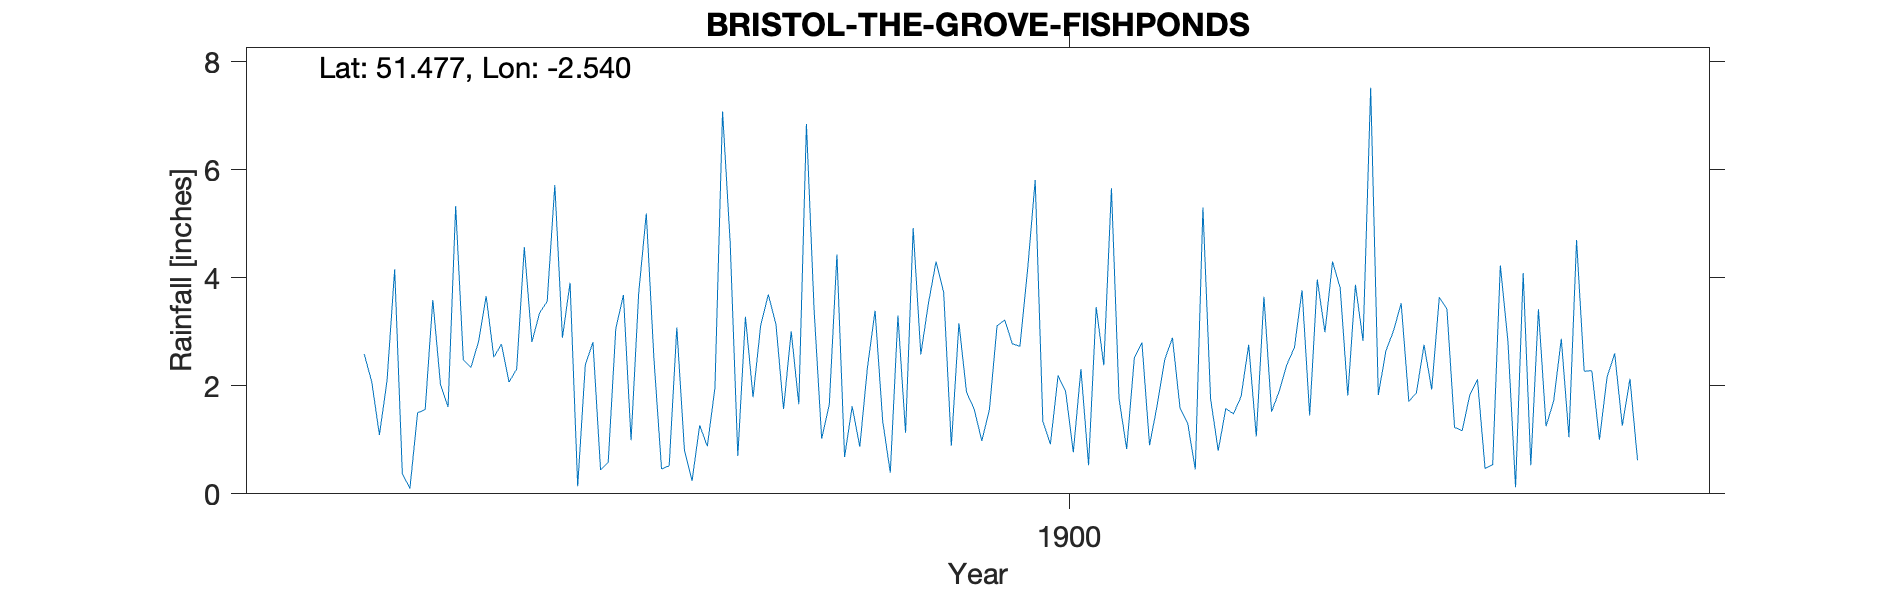 BRISTOL-THE-GROVE-FISHPONDS
Lat: 51.477, Lon: -2.540
8
6
4
2
0
Rainfall [inches]
1900
Year